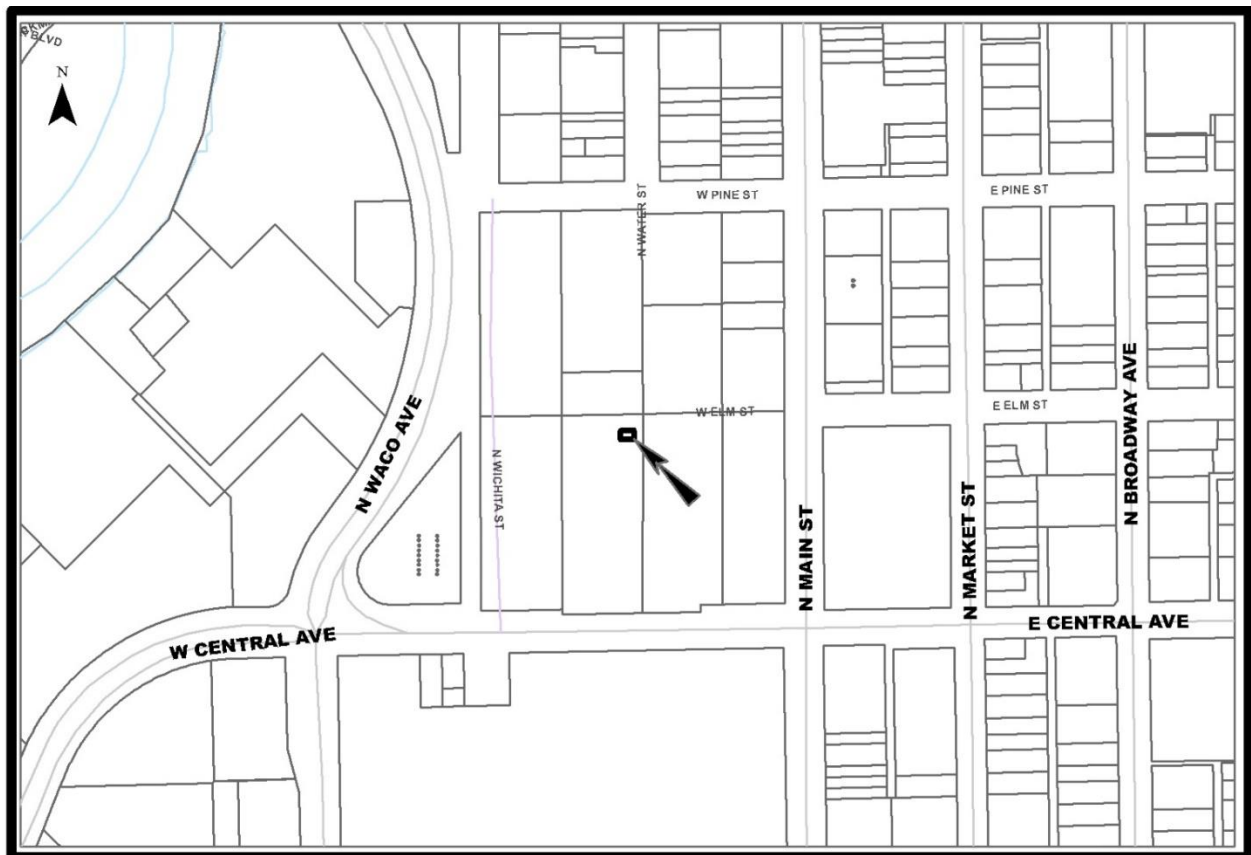 BLVD
N
N WATER ST
W PINE ST
E PINE ST
N WACO AVE
N WICHITA ST
W ELM ST
E ELM ST
N MAIN ST
N MARKET ST
N BROADWAY AVE
W CENTRAL AVE
E CENTRAL AVE